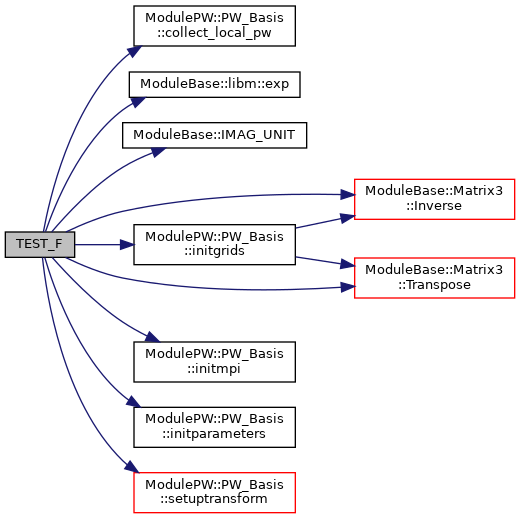 ModulePW::PW_Basis
::collect_local_pw
ModuleBase::libm::exp
ModuleBase::IMAG_UNIT
ModuleBase::Matrix3
::Inverse
TEST_F
ModulePW::PW_Basis
::initgrids
ModuleBase::Matrix3
::Transpose
ModulePW::PW_Basis
::initmpi
ModulePW::PW_Basis
::initparameters
ModulePW::PW_Basis
::setuptransform